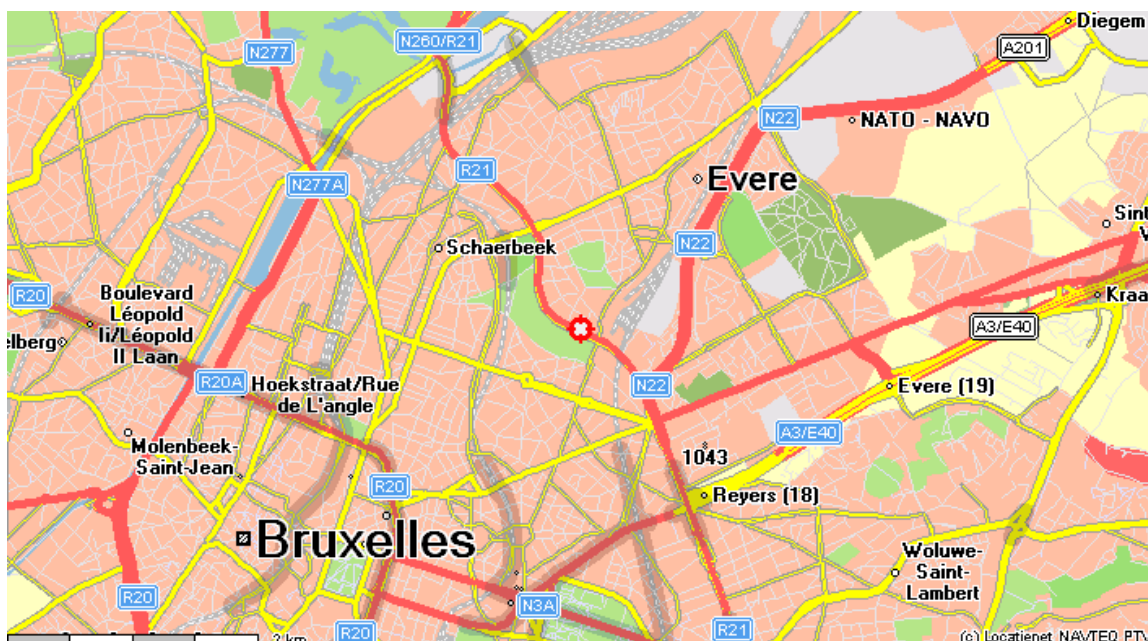 Diegem
N277
N260/R21
A201
N22
NATO - NAVO
R21
Evere
N277A
Sint
Schaerbeek
N22
R20
Boulevard
Léopold
Ii/Léopold
II Laan
Kraa
A3/E40
elberg
R20A
Hoekstraat/Rue
de L'angle
N22
Evere (19)
A3/E40
Molenbeek-
Saint-Jean
1043
R20
Reyers (18)
Bruxelles
Woluwe-
Saint-
Lambert
R20
N3A
R20
R21
2 km
(c) Locatienet NAVTEQ RT